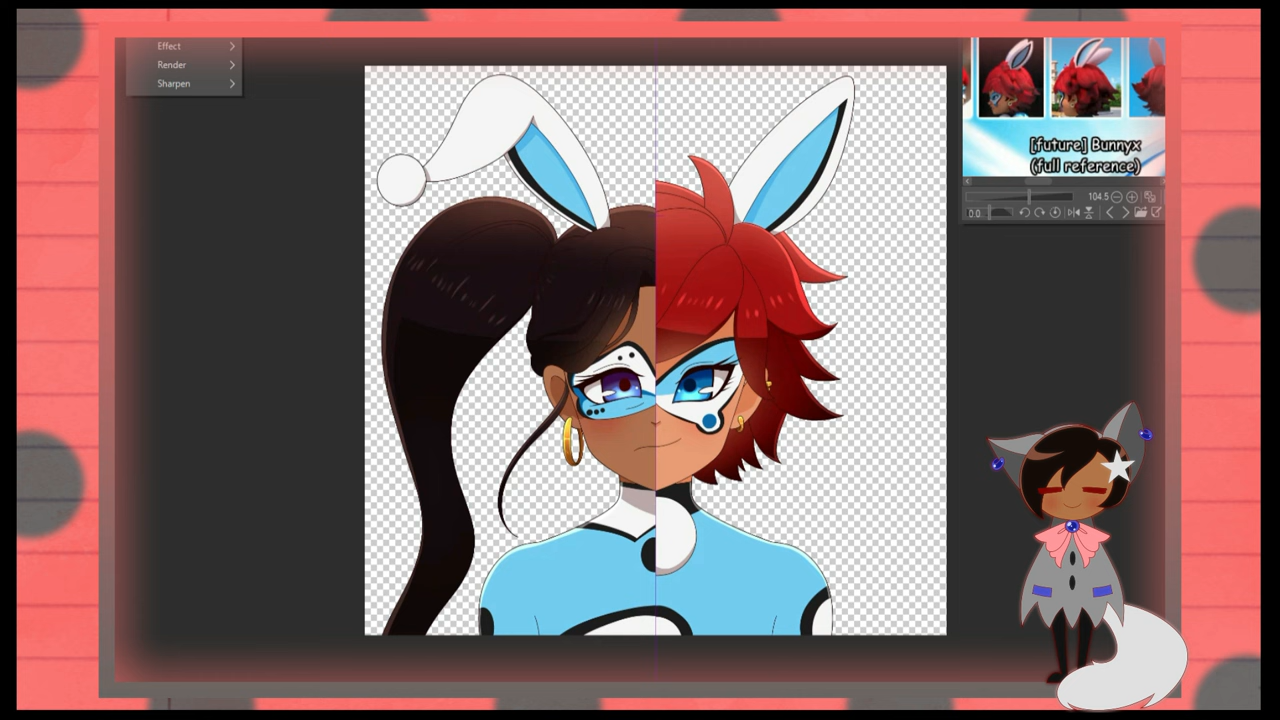 Effect
Render
Sharpen
[future] Bunnyx
(full reference)
104.5
0.0